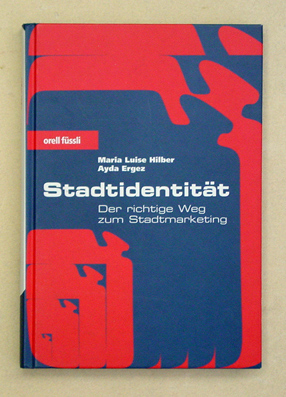 orell füssli
Maria Luise Hilber
Ayda Ergez
Stadtidentität
Der richtige Weg
zum Stadtmarketing